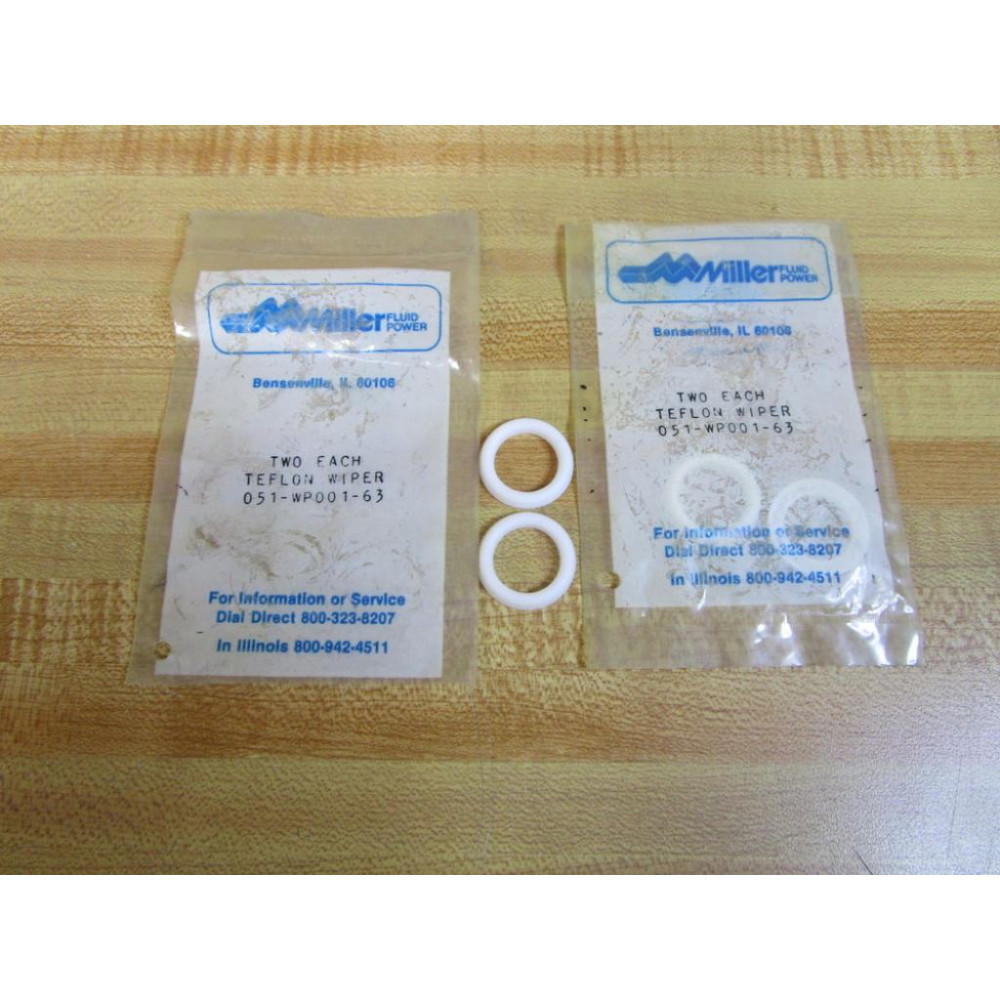 Miller FLUID POWER
Bensenville, IL 60106
TWO EACH
TEFLON WIPER
051-WP001-63
For Information or Service
Dial Direct 800-323-8207
In Illinois 800-942-4511
Miller FLUID POWER
Bensenville, IL 60106
TWO EACH
TEFLON WIPER
051-WP001-63
For Information or Service
Dial Direct 800-323-8207
In Illinois 800-942-4511